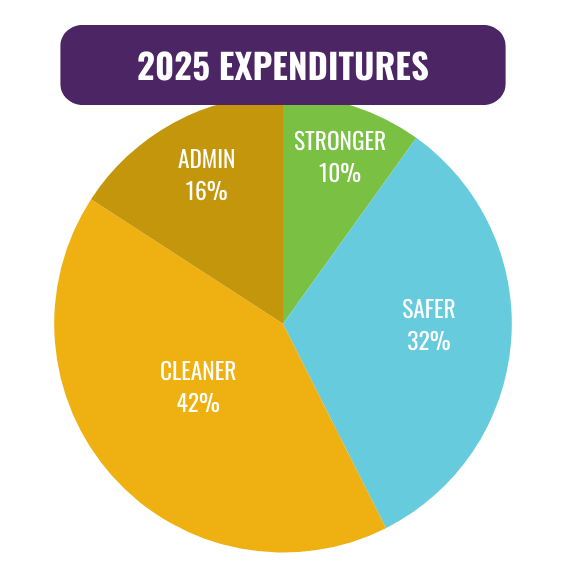 2025 EXPENDITURES
STRONGER
10%
ADMIN
16%
SAFER
32%
CLEANER
42%